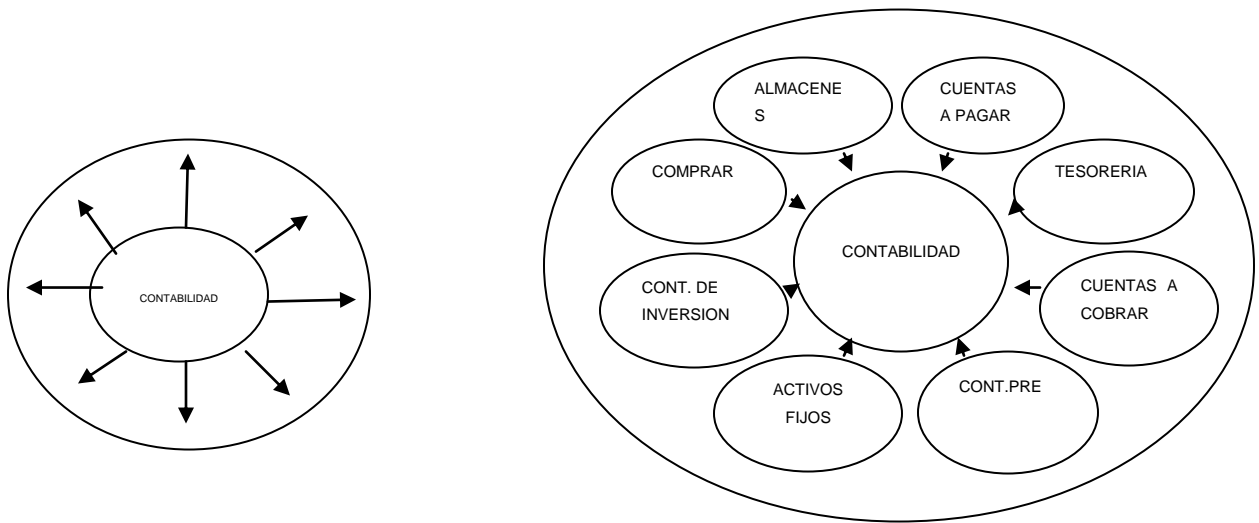 CONTABILIDAD
ALMACENE
S
CUENTAS
A PAGAR
COMPRAR
TESORERIA
CONTABILIDAD
CONT. DE
INVERSION
CUENTAS A
COBRAR
ACTIVOS
FIJOS
CONT.PRE